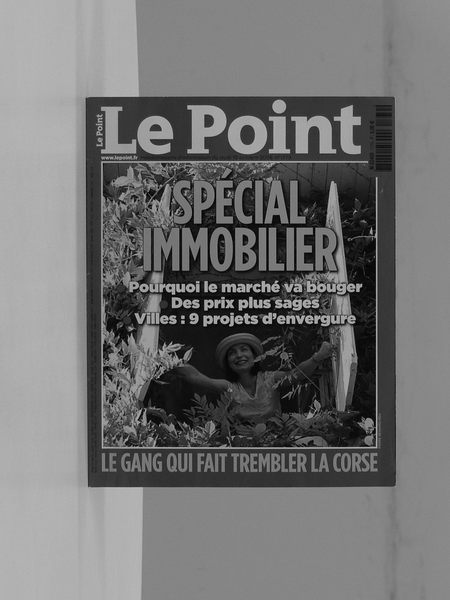 Le Point
Le Point
www.lepoint.fr
SPÉCIAL
IMMOBILIER
Pourquoi le marché va bouger
Des prix plus sages
Villes : 9 projets d'envergure
LE GANG QUI FAIT TREMBLER LA CORSE